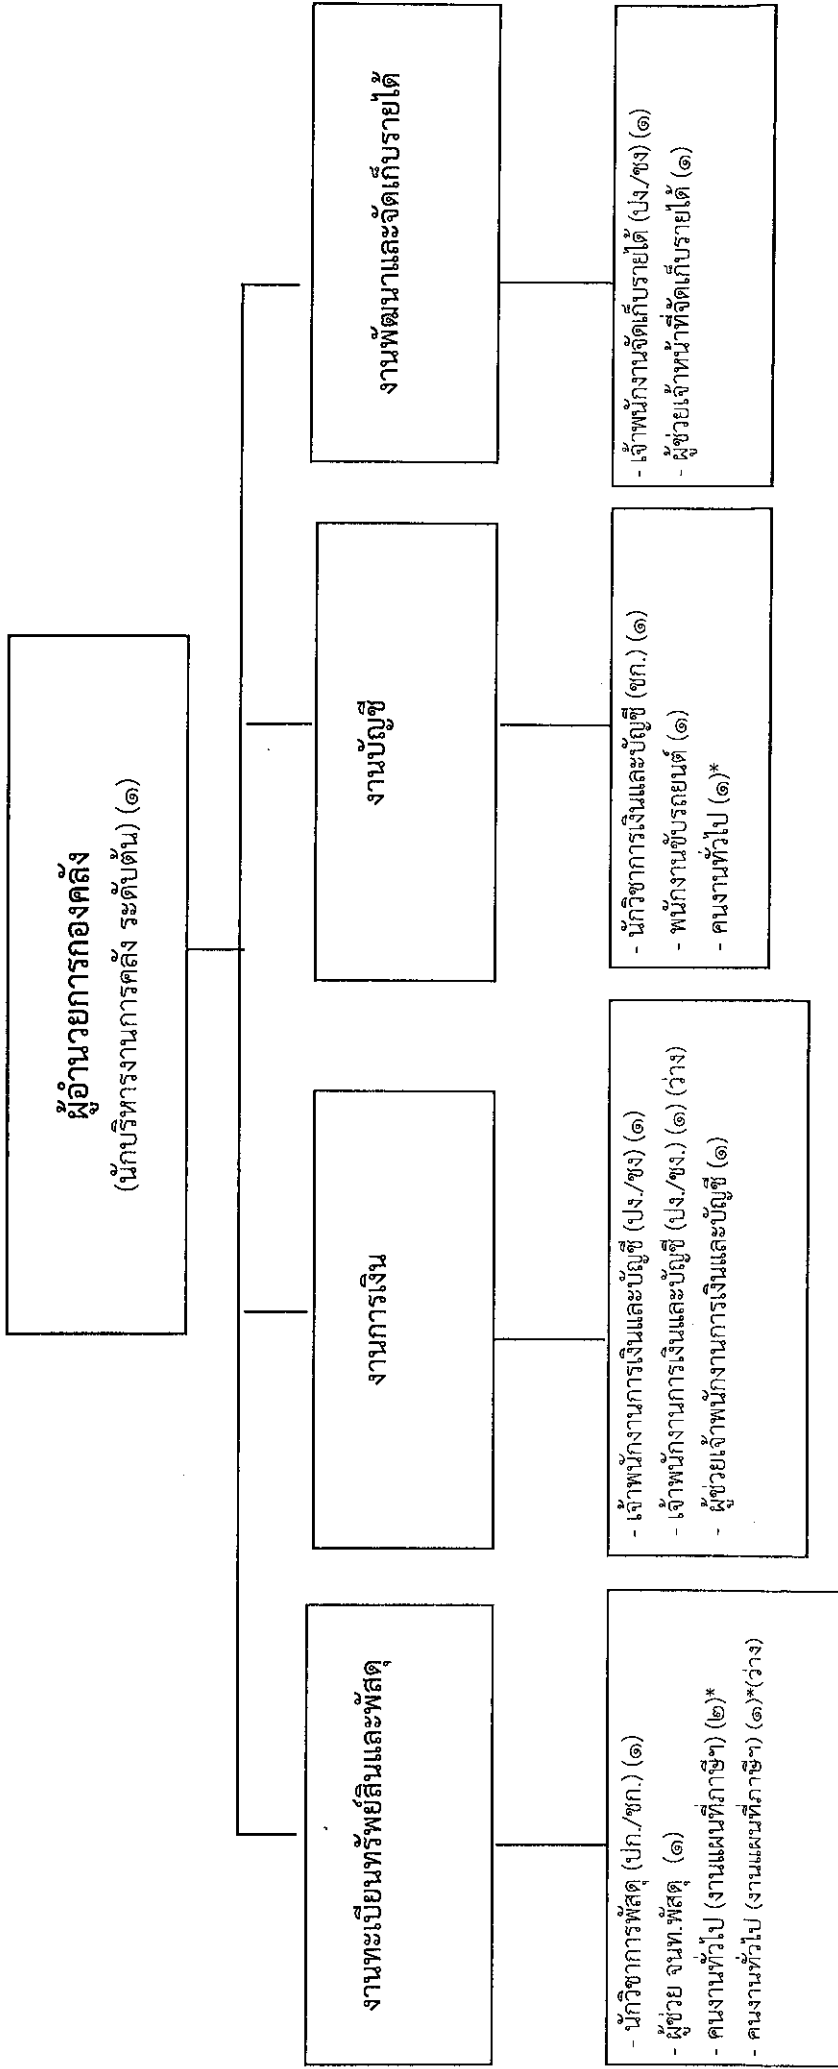 ผู้อำนวยการกองคลัง
(นักบริหารงานการคลัง ระดับต้น) (๑)
งานทะเบียนทรัพย์สินและพัสดุ
- นักวิชาการพัสดุ (ปก./ชก.) (๑)
- ผู้ช่วย จนท.พัสดุ (๑)
- คนงานทั่วไป (งานแผนที่ภาษีฯ) (๒)*
- คนงานทั่วไป (งานแผนที่ภาษีฯ) (๑)*(ว่าง)
งานการเงิน
- เจ้าพนักงานการเงินและบัญชี (ปง./ชง) (๑)
- เจ้าพนักงานการเงินและบัญชี (ปง./ชง.) (๑) (ว่าง)
- ผู้ช่วยเจ้าพนักงานการเงินและบัญชี (๑)
งานบัญชี
- นักวิชาการเงินและบัญชี (ชก.) (๑)
- พนักงานขับรถยนต์ (๑)
- คนงานทั่วไป (๑)*
งานพัฒนาและจัดเก็บรายได้
- เจ้าพนักงานจัดเก็บรายได้ (ปง./ชง) (๑)
- ผู้ช่วยเจ้าหน้าที่จัดเก็บรายได้ (๑)